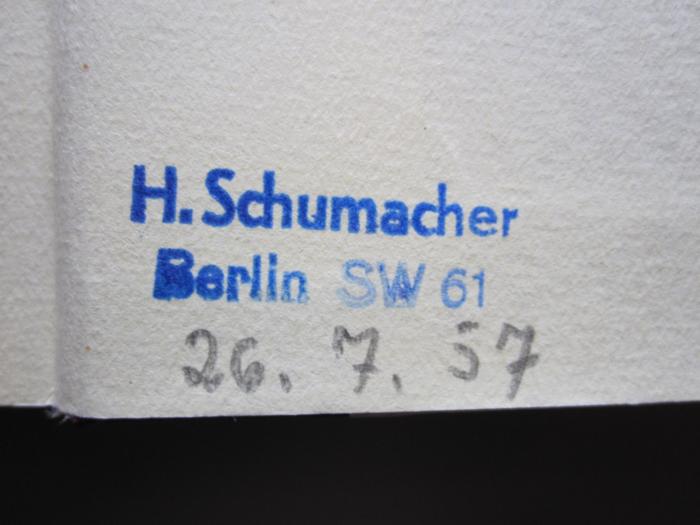 H. Schumacher
Berlin SW 61
26. 7. 57